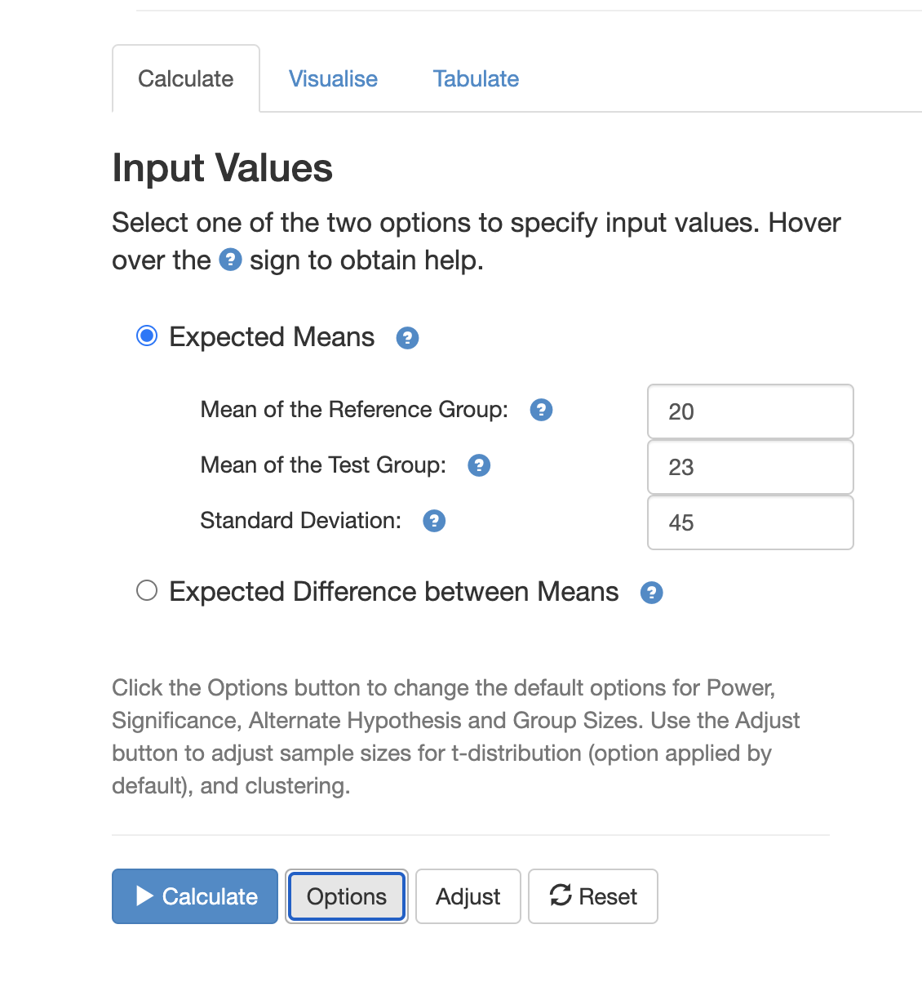 Calculate Visualise Tabulate
Input Values
Select one of the two options to specify input values. Hover
over the ? sign to obtain help.
Expected Means ?
Mean of the Reference Group: ? 20
Mean of the Test Group: ? 23
Standard Deviation: ? 45
Expected Difference between Means ?
Click the Options button to change the default options for Power,
Significance, Alternate Hypothesis and Group Sizes. Use the Adjust
button to adjust sample sizes for t-distribution (option applied by
default), and clustering.
Calculate Options Adjust Reset